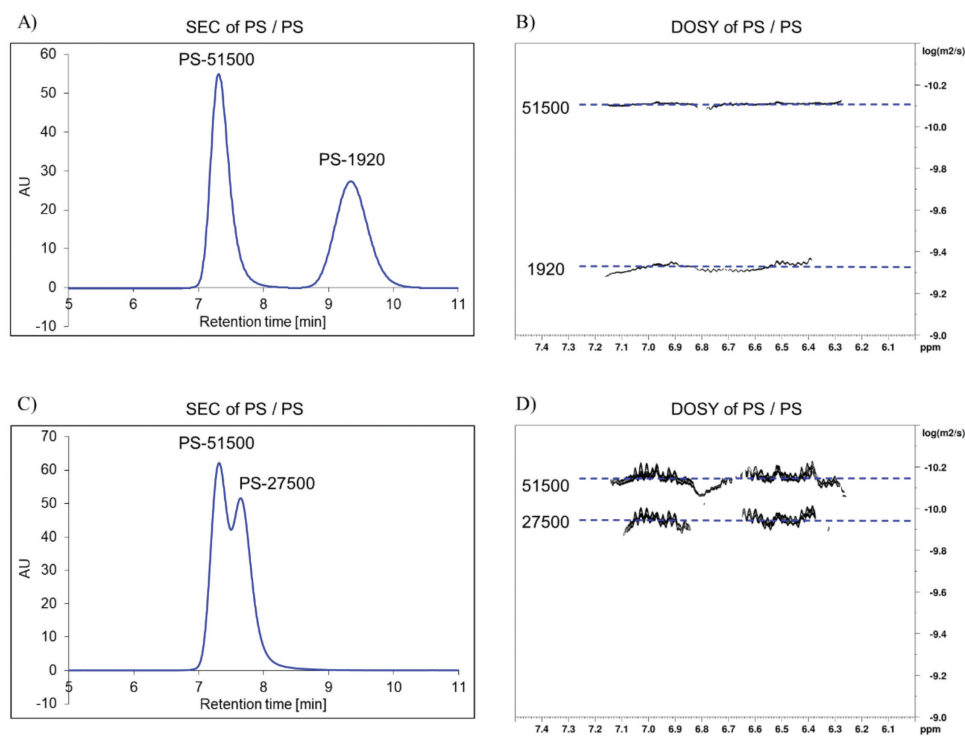 A)
SEC of PS / PS
60
50
40
30
20
10
0
-10
AU
PS-51500
PS-1920
5 6 7 8 9 10 11
Retention time [min]
B)
DOSY of PS / PS
log(m2/s)
51500
1920
-10.2
-10.0
-9.8
-9.6
-9.4
-9.2
-9.0
7.4 7.3 7.2 7.1 7.0 6.9 6.8 6.7 6.6 6.5 6.4 6.3 6.2 6.1 ppm
C)
SEC of PS / PS
70
60
50
40
30
20
10
0
-10
AU
PS-51500
PS-27500
5 6 7 8 9 10 11
Retention time [min]
D)
DOSY of PS / PS
log(m2/s)
51500
27500
-10.2
-10.0
-9.8
-9.6
-9.4
-9.2
-9.0
7.4 7.3 7.2 7.1 7.0 6.9 6.8 6.7 6.6 6.5 6.4 6.3 6.2 6.1 ppm